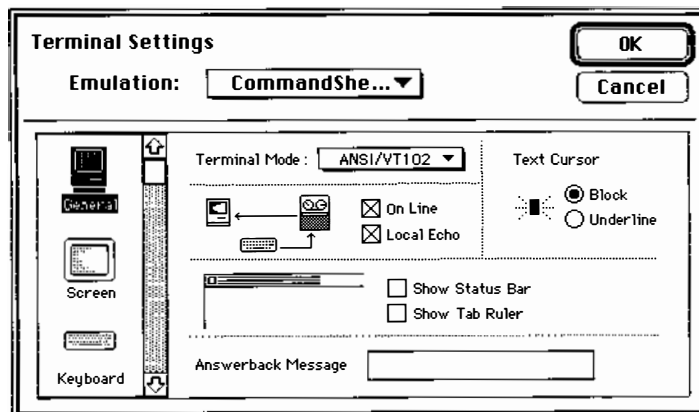 Terminal Settings
OK
Emulation: CommandShe...
Cancel
General
Terminal Mode : ANSI/VT102
Text Cursor
On Line
Local Echo
Block
Underline
Screen
Show Status Bar
Show Tab Ruler
Keyboard
Answerback Message